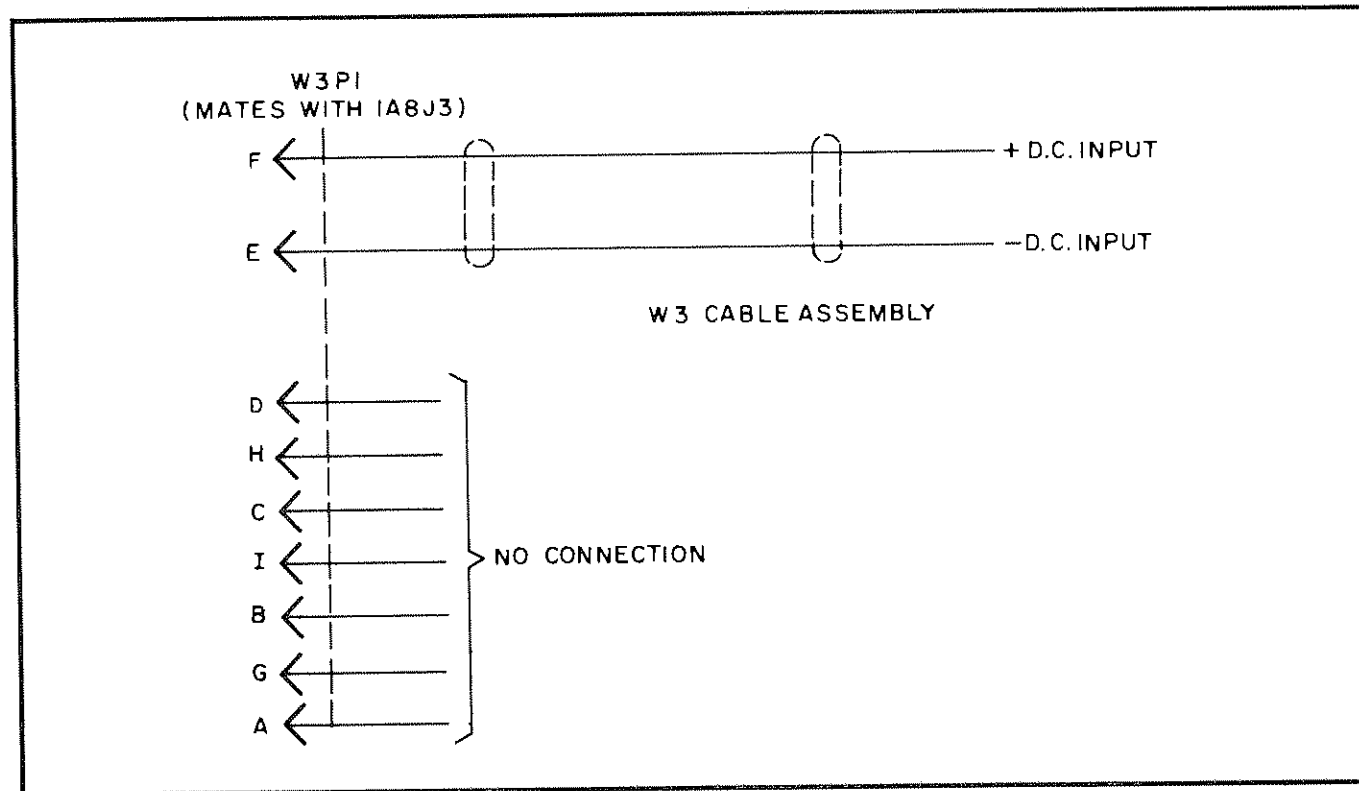 W3P1
(MATES WITH 1A8J3)
F
+ D.C. INPUT
E
- D.C. INPUT
W3 CABLE ASSEMBLY
D
H
C
I
NO CONNECTION
B
G
A